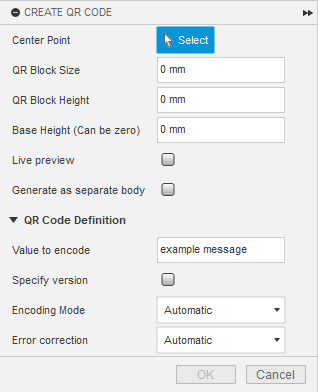 CREATE QR CODE
Center Point Select
QR Block Size 0 mm
QR Block Height 0 mm
Base Height (Can be zero) 0 mm
Live preview
Generate as separate body
QR Code Definition
Value to encode example message
Specify version
Encoding Mode Automatic
Error correction Automatic
OK Cancel